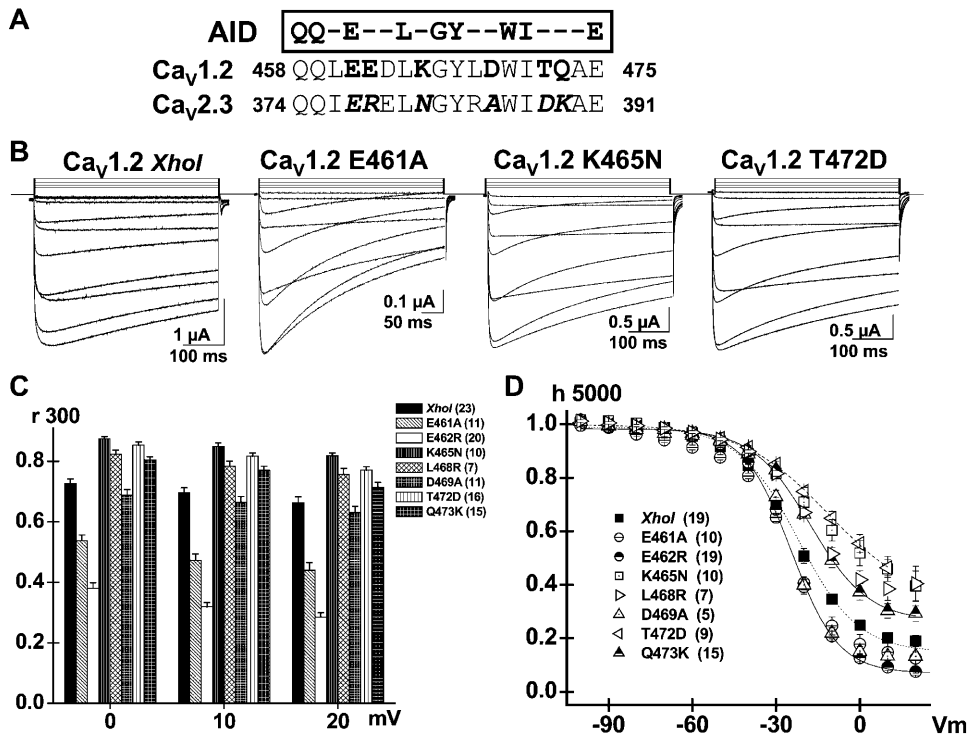 A
AID QQ-E--L-GY--WI---E
CaV1.2 458 QQLEEDLKGYLDWITQAE 475
CaV2.3 374 QQIERELNGYRAWIDKAE 391
B
CaV1.2 XhoI CaV1.2 E461A CaV1.2 K465N CaV1.2 T472D
1 µA
100 ms
0.1 µA
50 ms
0.5 µA
100 ms
0.5 µA
100 ms
C
r 300
0.8
0.6
0.4
0.2
0.0
0 10 20 mV
XhoI (23)
E461A (11)
E462R (20)
K465N (10)
L468R (7)
D469A (11)
T472D (16)
Q473K (15)
D
h 5000
1.0
0.8
0.6
0.4
0.2
0.0
-90 -60 -30 0 Vm
XhoI (19)
E461A (10)
E462R (19)
K465N (10)
L468R (7)
D469A (5)
T472D (9)
Q473K (15)